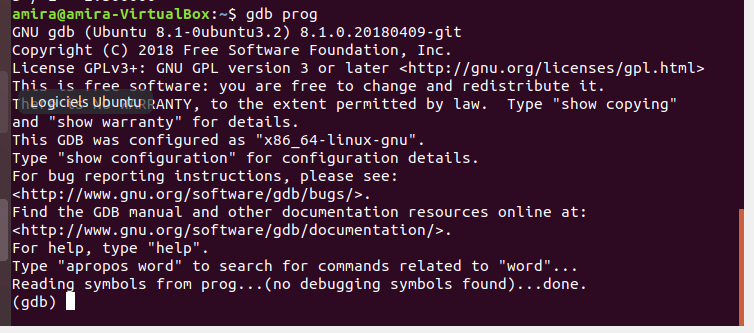 amira@amira-VirtualBox:~$ gdb prog
GNU gdb (Ubuntu 8.1-0ubuntu3.2) 8.1.0.20180409-git
Copyright (C) 2018 Free Software Foundation, Inc.
License GPLv3+: GNU GPL version 3 or later <http://gnu.org/licenses/gpl.html>
This is free software: you are free to change and redistribute it.
Logiciels Ubuntu
to the extent permitted by law.  Type "show copying"
and "show warranty" for details.
This GDB was configured as "x86_64-linux-gnu".
Type "show configuration" for configuration details.
For bug reporting instructions, please see:
<http://www.gnu.org/software/gdb/bugs/>.
Find the GDB manual and other documentation resources online at:
<http://www.gnu.org/software/gdb/documentation/>.
For help, type "help".
Type "apropos word" to search for commands related to "word"...
Reading symbols from prog...(no debugging symbols found)...done.
(gdb)